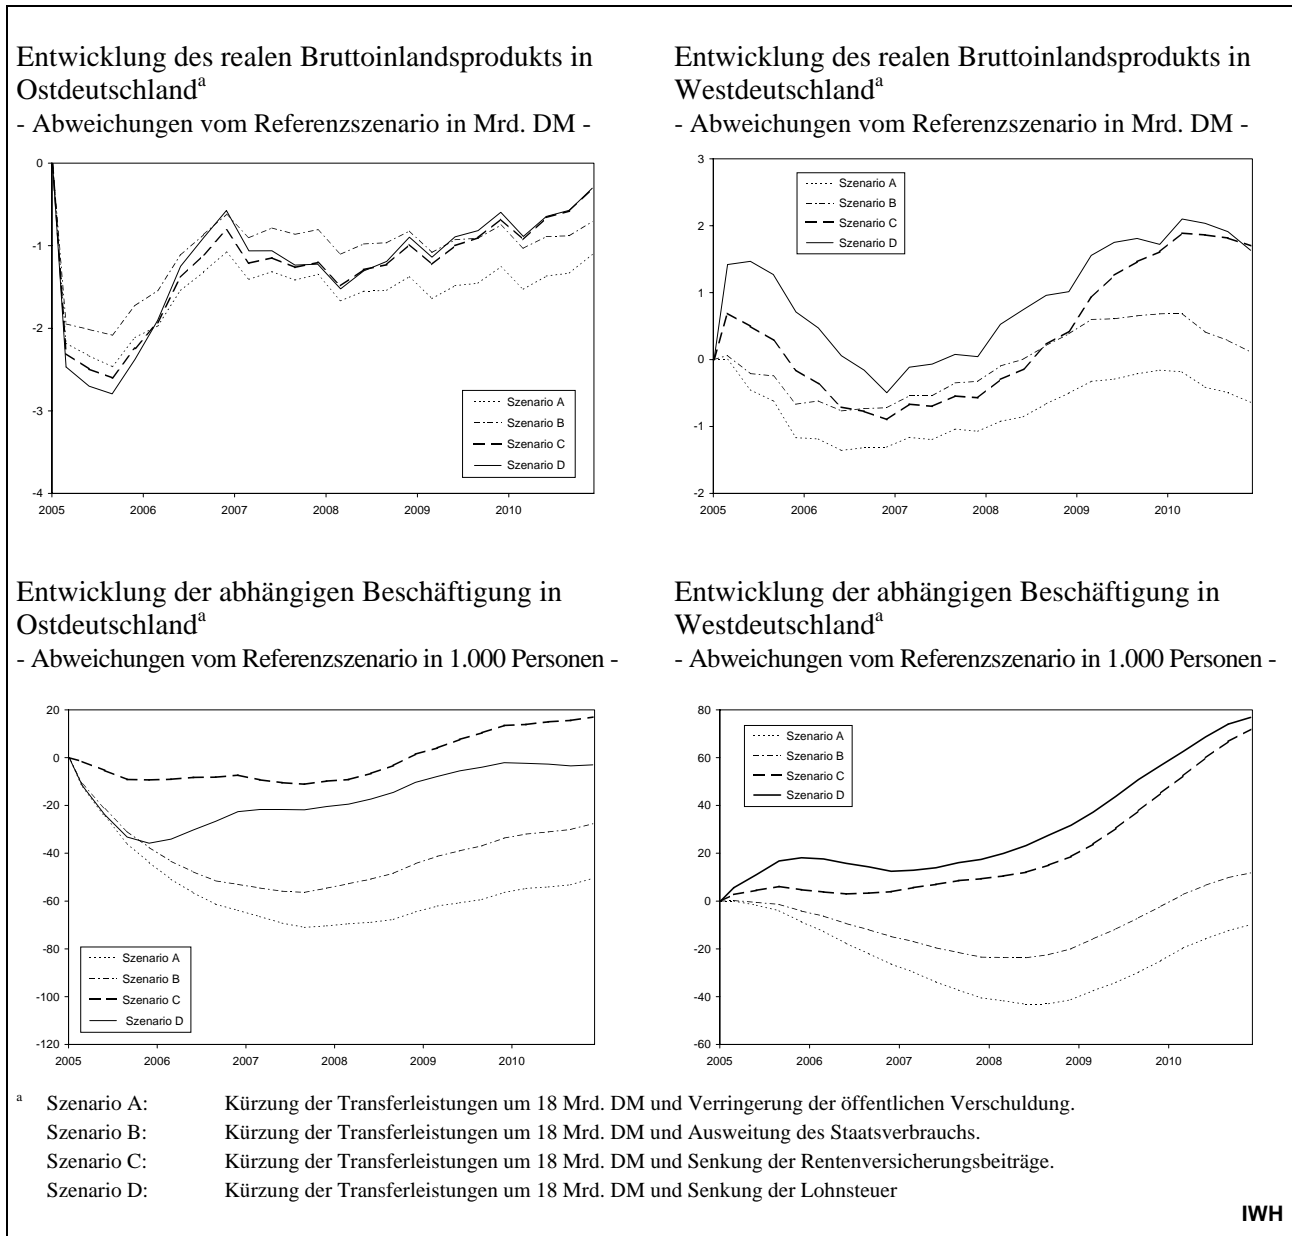 Entwicklung des realen Bruttoinlandsprodukts in
Ostdeutschlandᵃ
- Abweichungen vom Referenzszenario in Mrd. DM -
0
-1
-2
-3
-4
2005 2006 2007 2008 2009 2010
Szenario A
Szenario B
Szenario C
Szenario D
Entwicklung des realen Bruttoinlandsprodukts in
Westdeutschlandᵃ
- Abweichungen vom Referenzszenario in Mrd. DM -
3
2
1
0
-1
-2
2005 2006 2007 2008 2009 2010
Szenario A
Szenario B
Szenario C
Szenario D
Entwicklung der abhängigen Beschäftigung in
Ostdeutschlandᵃ
- Abweichungen vom Referenzszenario in 1.000 Personen -
20
0
-20
-40
-60
-80
-100
-120
2005 2006 2007 2008 2009 2010
Szenario A
Szenario B
Szenario C
Szenario D
Entwicklung der abhängigen Beschäftigung in
Westdeutschlandᵃ
- Abweichungen vom Referenzszenario in 1.000 Personen -
80
60
40
20
0
-20
-40
-60
2005 2006 2007 2008 2009 2010
Szenario A
Szenario B
Szenario C
Szenario D
ᵃ Szenario A: Kürzung der Transferleistungen um 18 Mrd. DM und Verringerung der öffentlichen Verschuldung.
Szenario B: Kürzung der Transferleistungen um 18 Mrd. DM und Ausweitung des Staatsverbrauchs.
Szenario C: Kürzung der Transferleistungen um 18 Mrd. DM und Senkung der Rentenversicherungsbeiträge.
Szenario D: Kürzung der Transferleistungen um 18 Mrd. DM und Senkung der Lohnsteuer
IWH